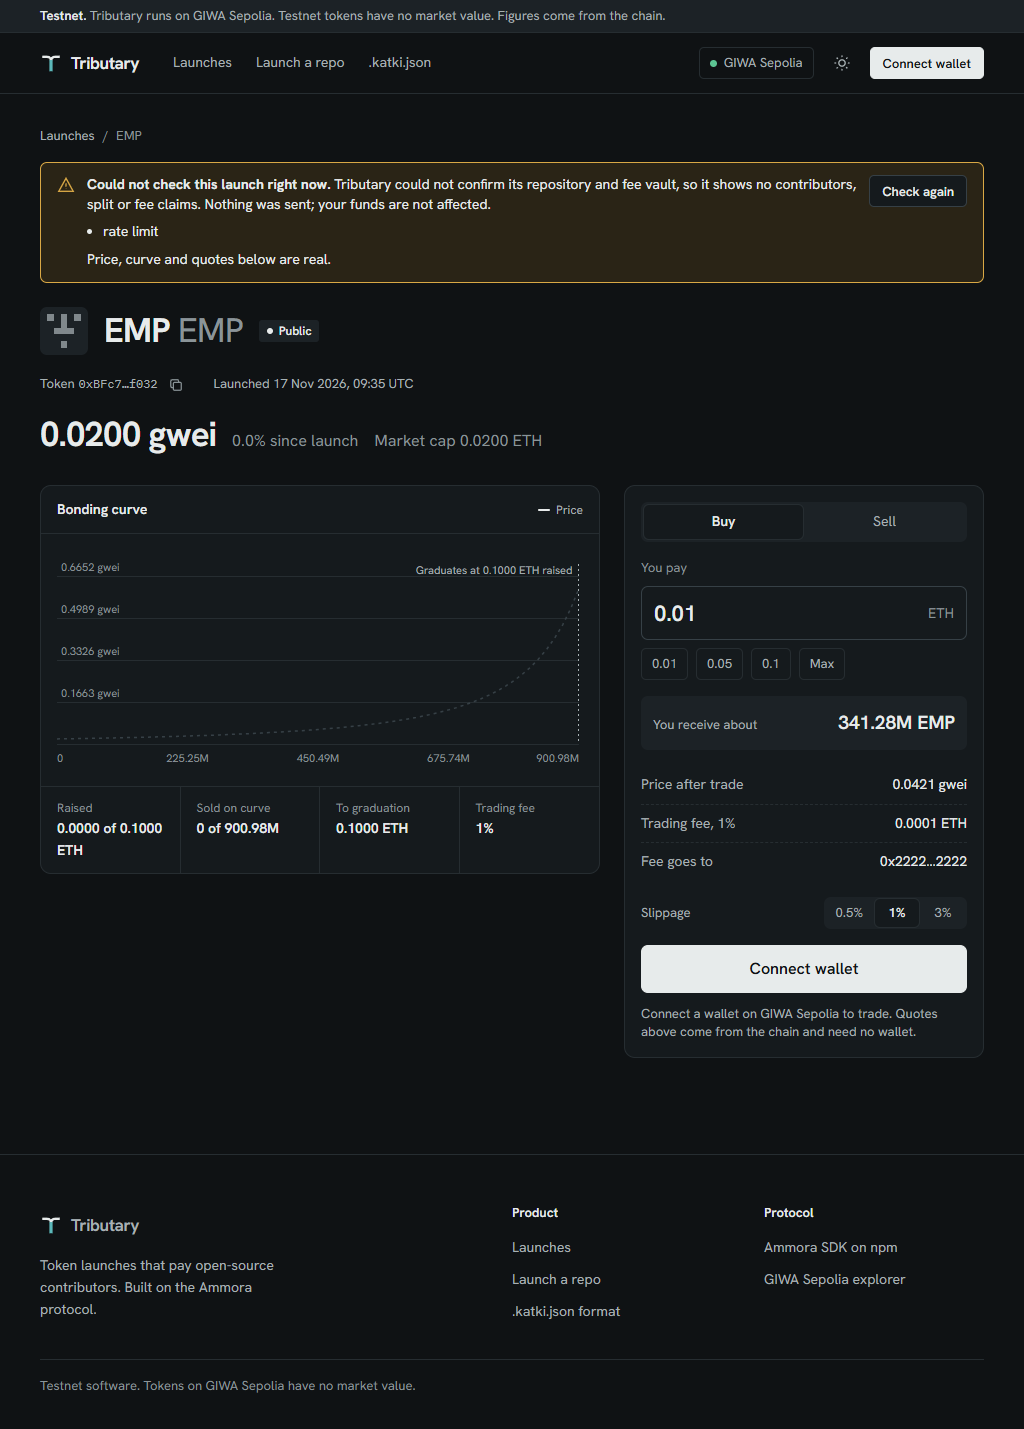 Testnet. Tributary runs on GIWA Sepolia. Testnet tokens have no market value. Figures come from the chain.
Tributary
Launches
Launch a repo
.katki.json
GIWA Sepolia
Connect wallet
Launches / EMP
Could not check this launch right now. Tributary could not confirm its repository and fee vault, so it shows no contributors,
split or fee claims. Nothing was sent; your funds are not affected.
• rate limit
Price, curve and quotes below are real.
Check again
EMP EMP
Public
Token 0xBFc7…f032
Launched 17 Nov 2026, 09:35 UTC
0.0200 gwei
0.0% since launch
Market cap 0.0200 ETH
Bonding curve
Price
0.6652 gwei
Graduates at 0.1000 ETH raised
0.4989 gwei
0.3326 gwei
0.1663 gwei
0
225.25M
450.49M
675.74M
900.98M
Raised
0.0000 of 0.1000
ETH
Sold on curve
0 of 900.98M
To graduation
0.1000 ETH
Trading fee
1%
Buy
Sell
You pay
0.01
ETH
0.01
0.05
0.1
Max
You receive about
341.28M EMP
Price after trade
0.0421 gwei
Trading fee, 1%
0.0001 ETH
Fee goes to
0x2222…2222
Slippage
0.5%
1%
3%
Connect wallet
Connect a wallet on GIWA Sepolia to trade. Quotes
above come from the chain and need no wallet.
Tributary
Token launches that pay open-source
contributors. Built on the Ammora
protocol.
Product
Launches
Launch a repo
.katki.json format
Protocol
Ammora SDK on npm
GIWA Sepolia explorer
Testnet software. Tokens on GIWA Sepolia have no market value.